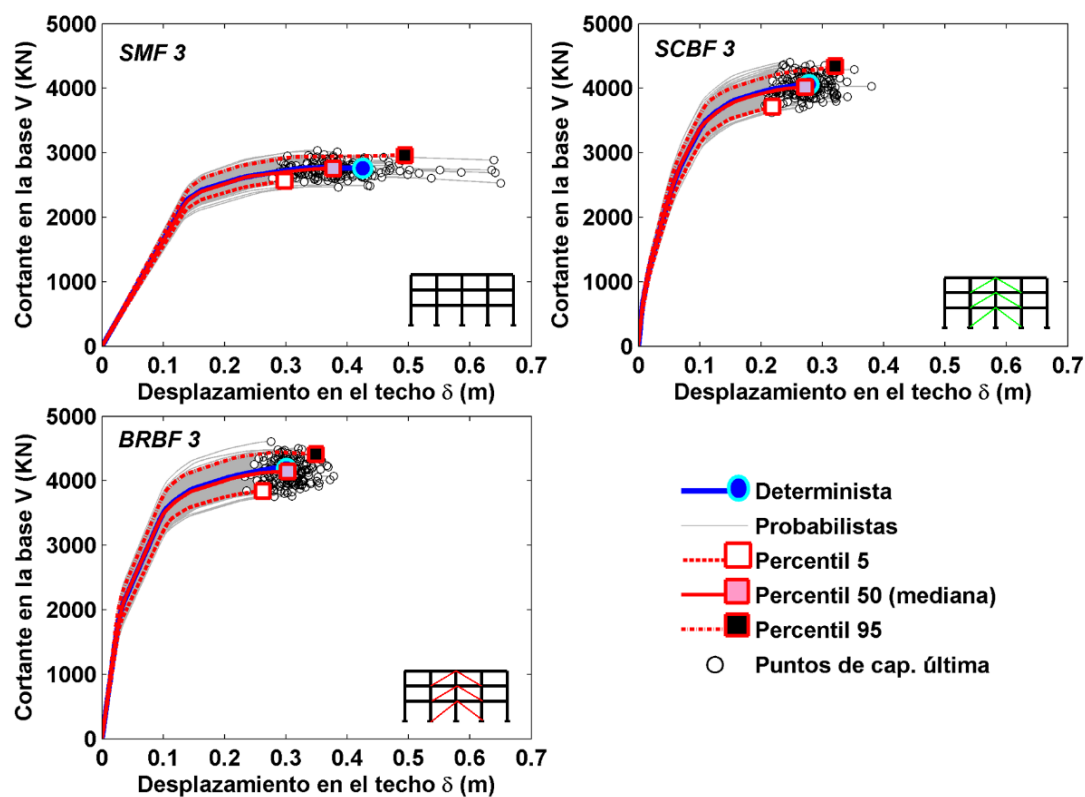 SMF 3
Cortante en la base V (KN)
5000
4000
3000
2000
1000
0
0 0.1 0.2 0.3 0.4 0.5 0.6 0.7
Desplazamiento en el techo δ (m)
SCBF 3
Cortante en la base V (KN)
5000
4000
3000
2000
1000
0
0 0.1 0.2 0.3 0.4 0.5 0.6 0.7
Desplazamiento en el techo δ (m)
BRBF 3
Cortante en la base V (KN)
5000
4000
3000
2000
1000
0
0 0.1 0.2 0.3 0.4 0.5 0.6 0.7
Desplazamiento en el techo δ (m)
Determinista
Probabilistas
Percentil 5
Percentil 50 (mediana)
Percentil 95
Puntos de cap. última